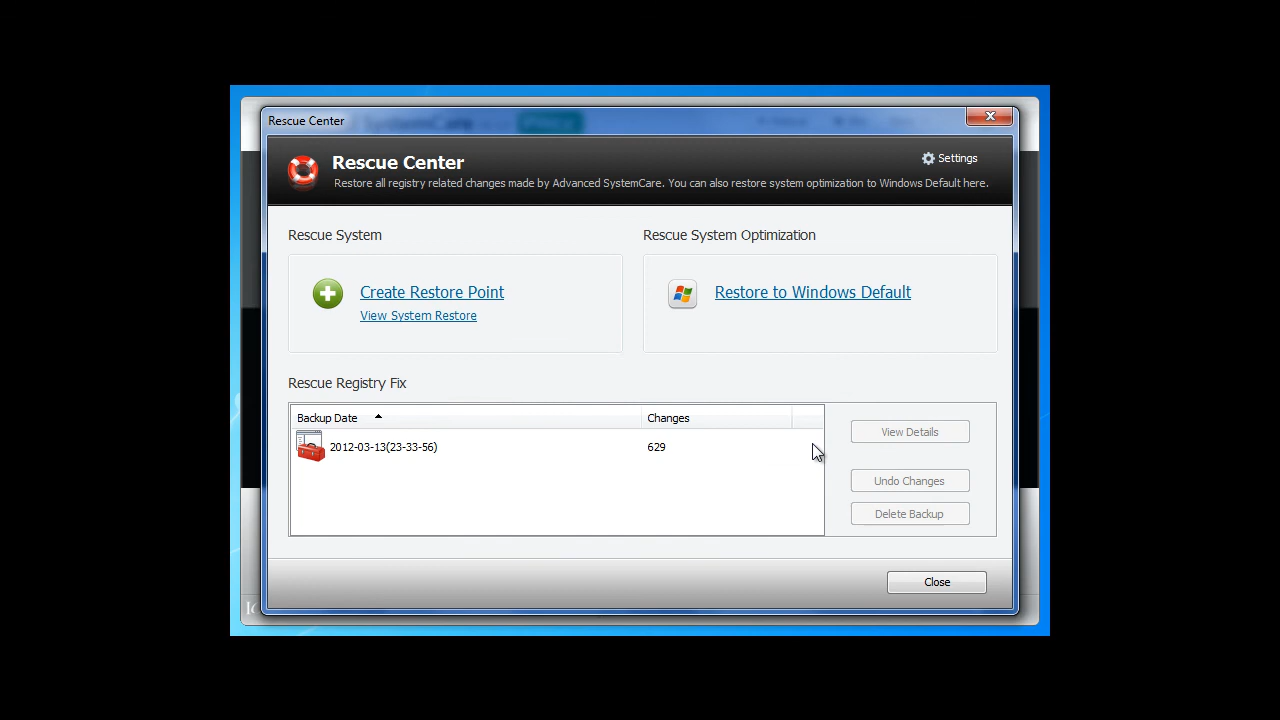 Rescue Center
Rescue Center
Settings
Restore all registry related changes made by Advanced SystemCare. You can also restore system optimization to Windows Default here.
Rescue System
Rescue System Optimization
Create Restore Point
View System Restore
Restore to Windows Default
Rescue Registry Fix
Backup Date
Changes
2012-03-13(23-33-56)
629
View Details
Undo Changes
Delete Backup
Close